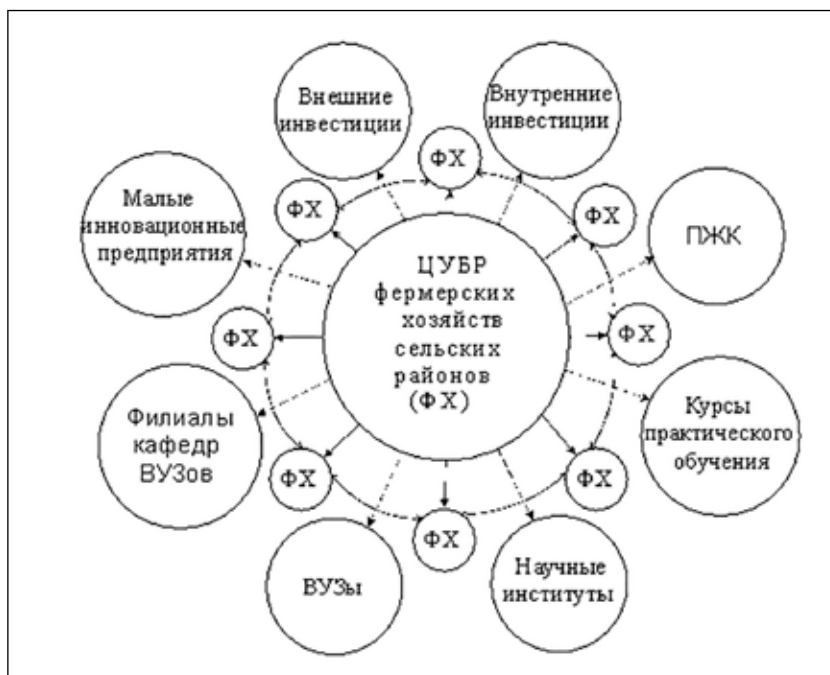 Внешние
инвестиции
Внутренние
инвестиции
ФХ
ФХ
ФХ
Малые
инновационные
предприятия
ПЖК
ЦУБР
фермерских
хозяйств
сельских
районов
(ФХ)
ФХ
ФХ
Филиалы
кафедр
ВУЗов
Курсы
практического
обучения
ФХ
ФХ
ФХ
ВУЗы
Научные
институты